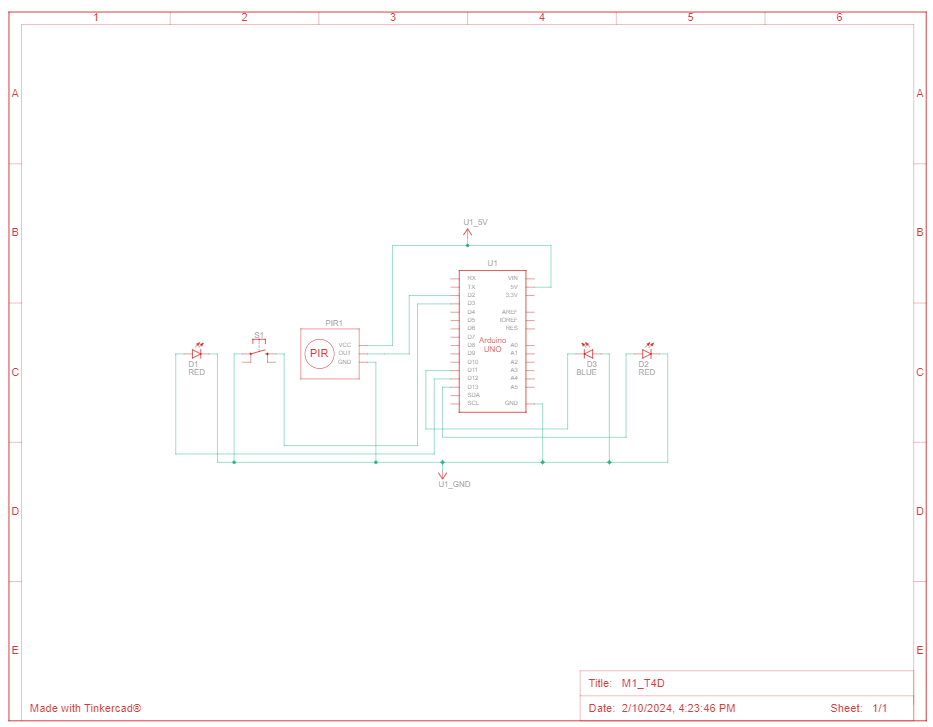 1 2 3 4 5 6
A A
U1_5V
B B
U1
RX VIN
TX 5V
D2 3.3V
D3
D4 AREF
D5 IOREF
D6 RES
D7
Arduino
UNO
D8 A0
D9 A1
D10 A2
D11 A3
D12 A4
D13 A5
SDA
SCL GND
PIR1
PIR
VCC
OUT
GND
S1
D1
RED
D3
BLUE
D2
RED
C C
U1_GND
D D
E E
Title: M1_T4D
Made with Tinkercad®
Date: 2/10/2024, 4:23:46 PM Sheet: 1/1